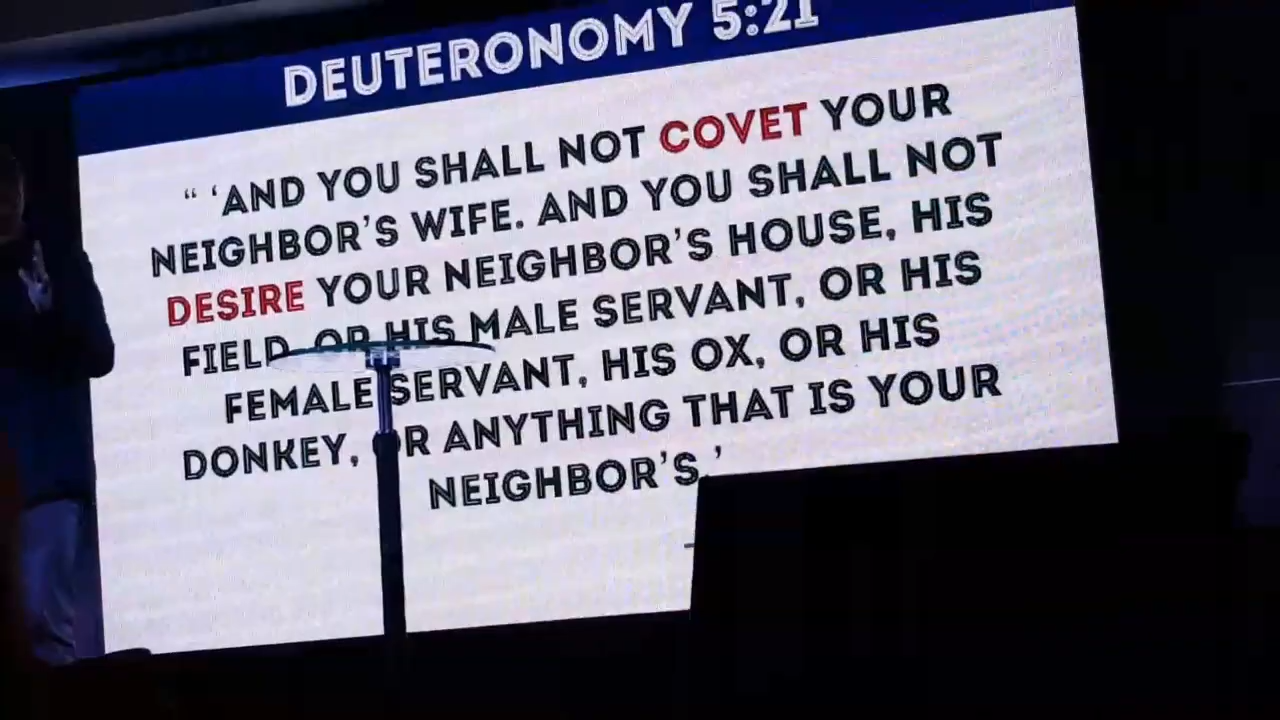 DEUTERONOMY 5:21
“ ‘AND YOU SHALL NOT COVET YOUR
NEIGHBOR’S WIFE. AND YOU SHALL NOT
DESIRE YOUR NEIGHBOR’S HOUSE, HIS
FIELD, OR HIS MALE SERVANT, OR HIS
FEMALE SERVANT, HIS OX, OR HIS
DONKEY, OR ANYTHING THAT IS YOUR
NEIGHBOR’S.’